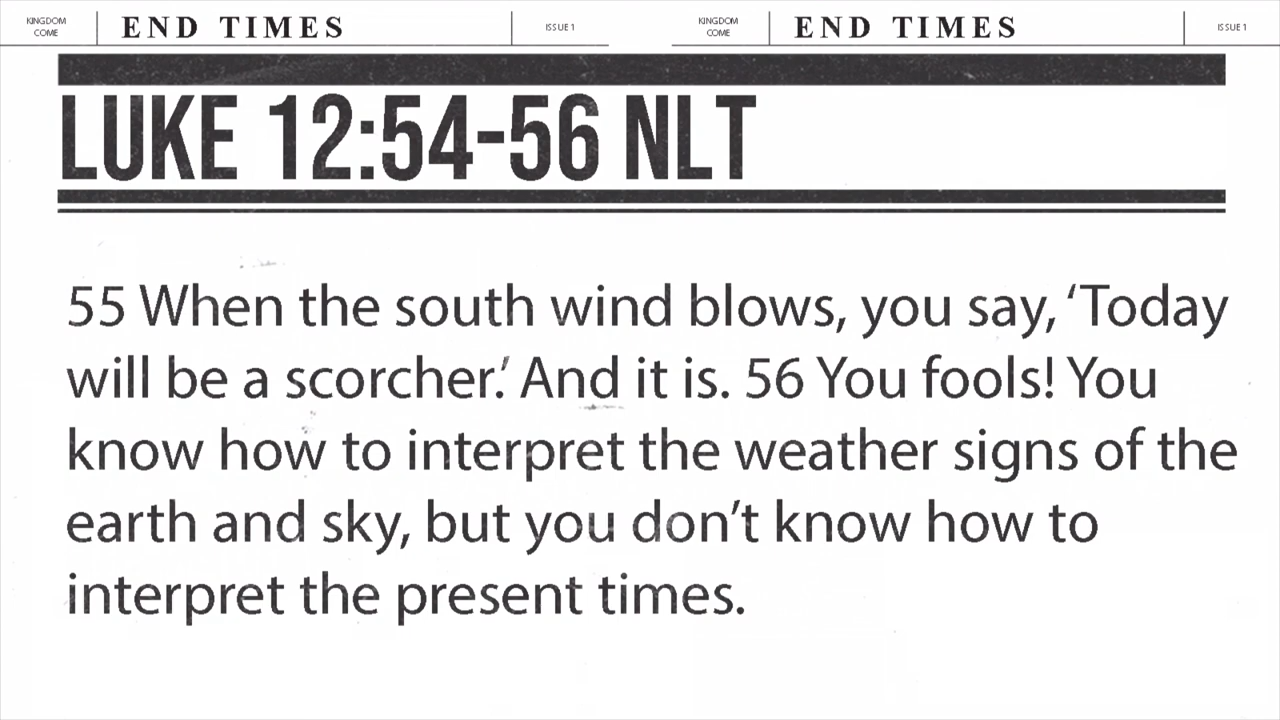 KINGDOM
COME
END TIMES
ISSUE 1
KINGDOM
COME
END TIMES
ISSUE 1
LUKE 12:54-56 NLT
55 When the south wind blows, you say, ‘Today
will be a scorcher.’ And it is. 56 You fools! You
know how to interpret the weather signs of the
earth and sky, but you don’t know how to
interpret the present times.